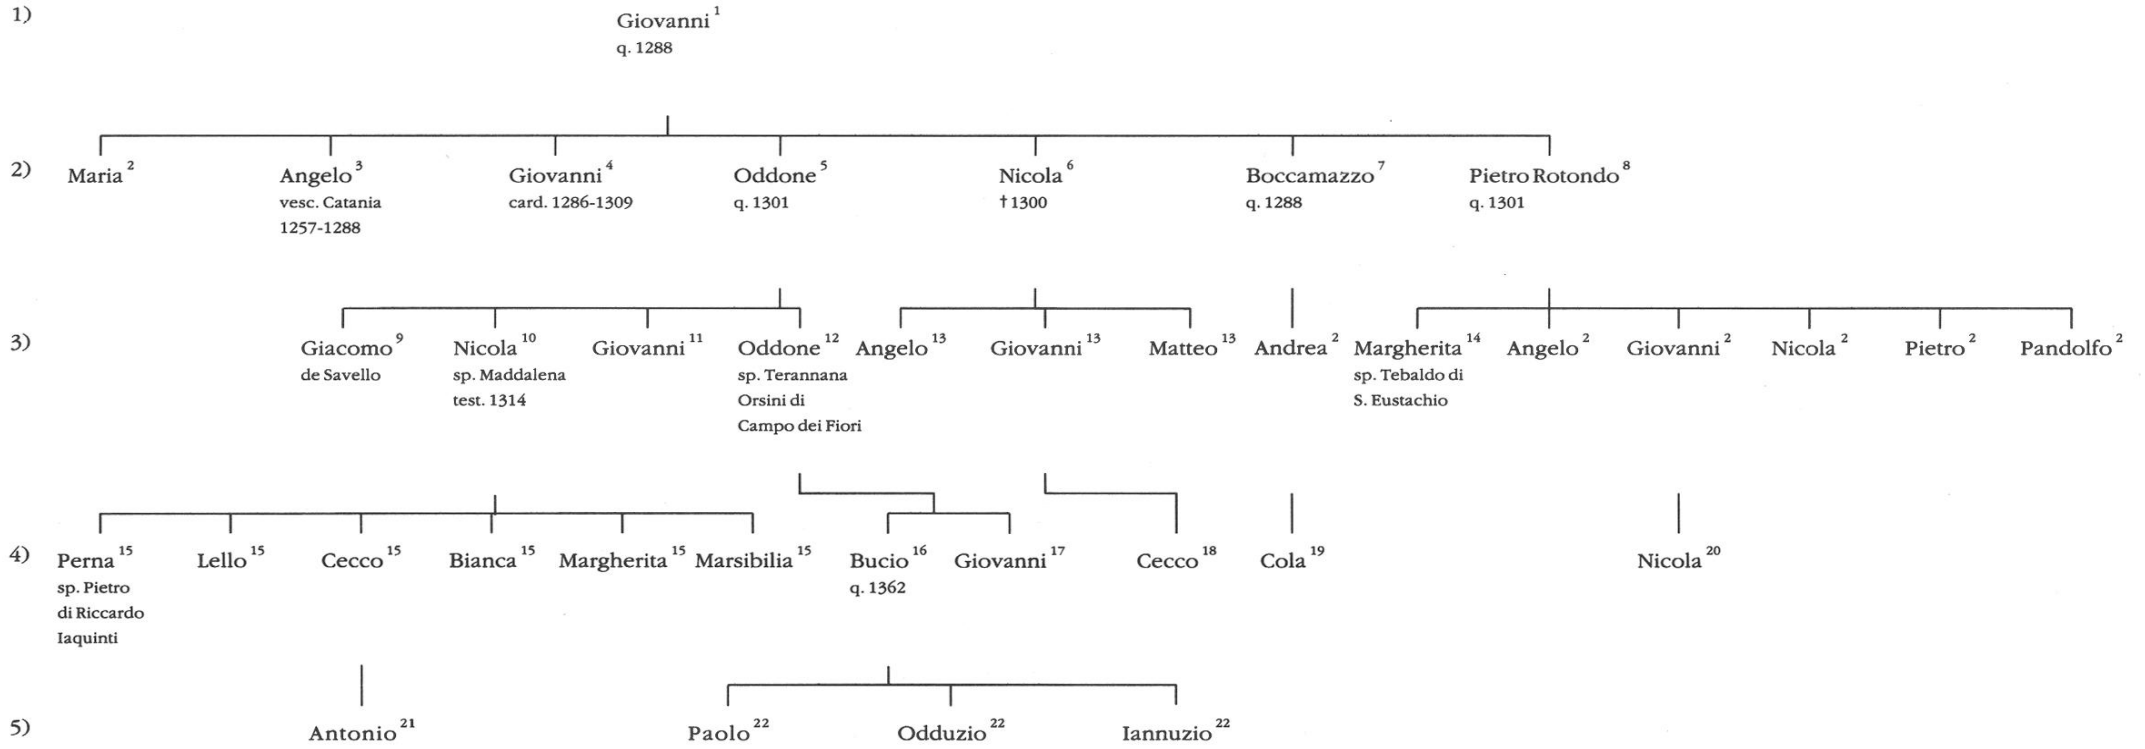 1)
Giovanni 1
q. 1288
2)
Maria 2
Angelo 3
vesc. Catania
1257-1288
Giovanni 4
card. 1286-1309
Oddone 5
q. 1301
Nicola 6
† 1300
Boccamazzo 7
q. 1288
Pietro Rotondo 8
q. 1301
3)
Giacomo 9
de Savello
Nicola 10
sp. Maddalena
test. 1314
Giovanni 11
Oddone 12
sp. Terannana
Orsini di
Campo dei Fiori
Angelo 13
Giovanni 13
Matteo 13
Andrea 2
Margherita 14
sp. Tebaldo di
S. Eustachio
Angelo 2
Giovanni 2
Nicola 2
Pietro 2
Pandolfo 2
4)
Perna 15
sp. Pietro
di Riccardo
Iaquinti
Lello 15
Cecco 15
Bianca 15
Margherita 15
Marsibilia 15
Bucio 16
q. 1362
Giovanni 17
Cecco 18
Cola 19
Nicola 20
5)
Antonio 21
Paolo 22
Odduzio 22
Iannuzio 22